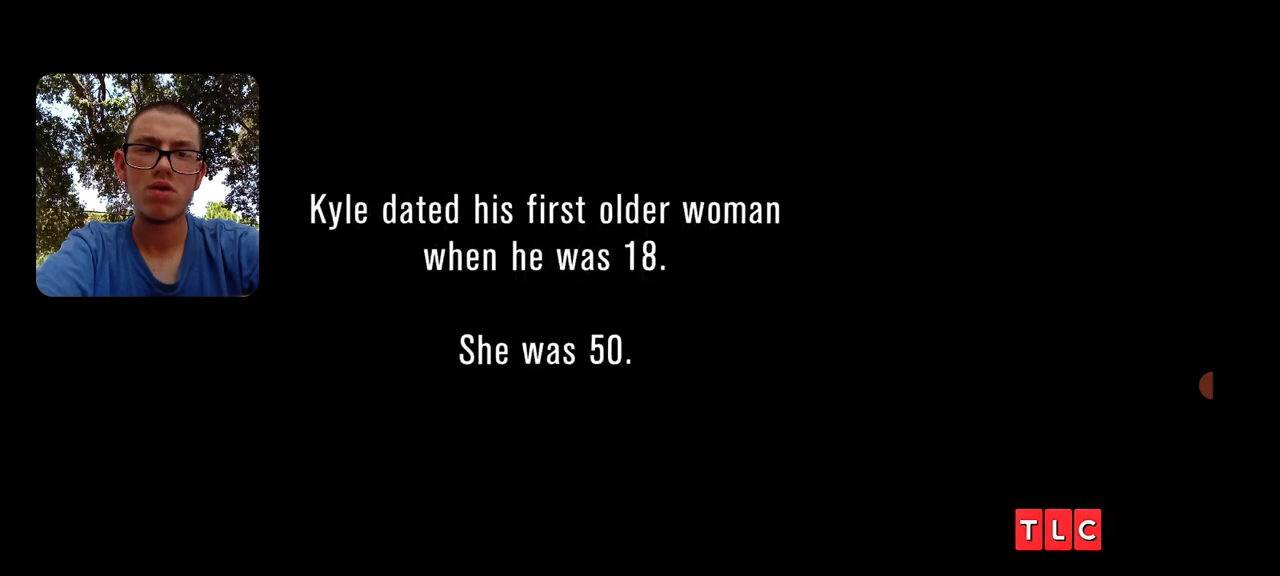 Kyle dated his first older woman
when he was 18.
She was 50.
TLC